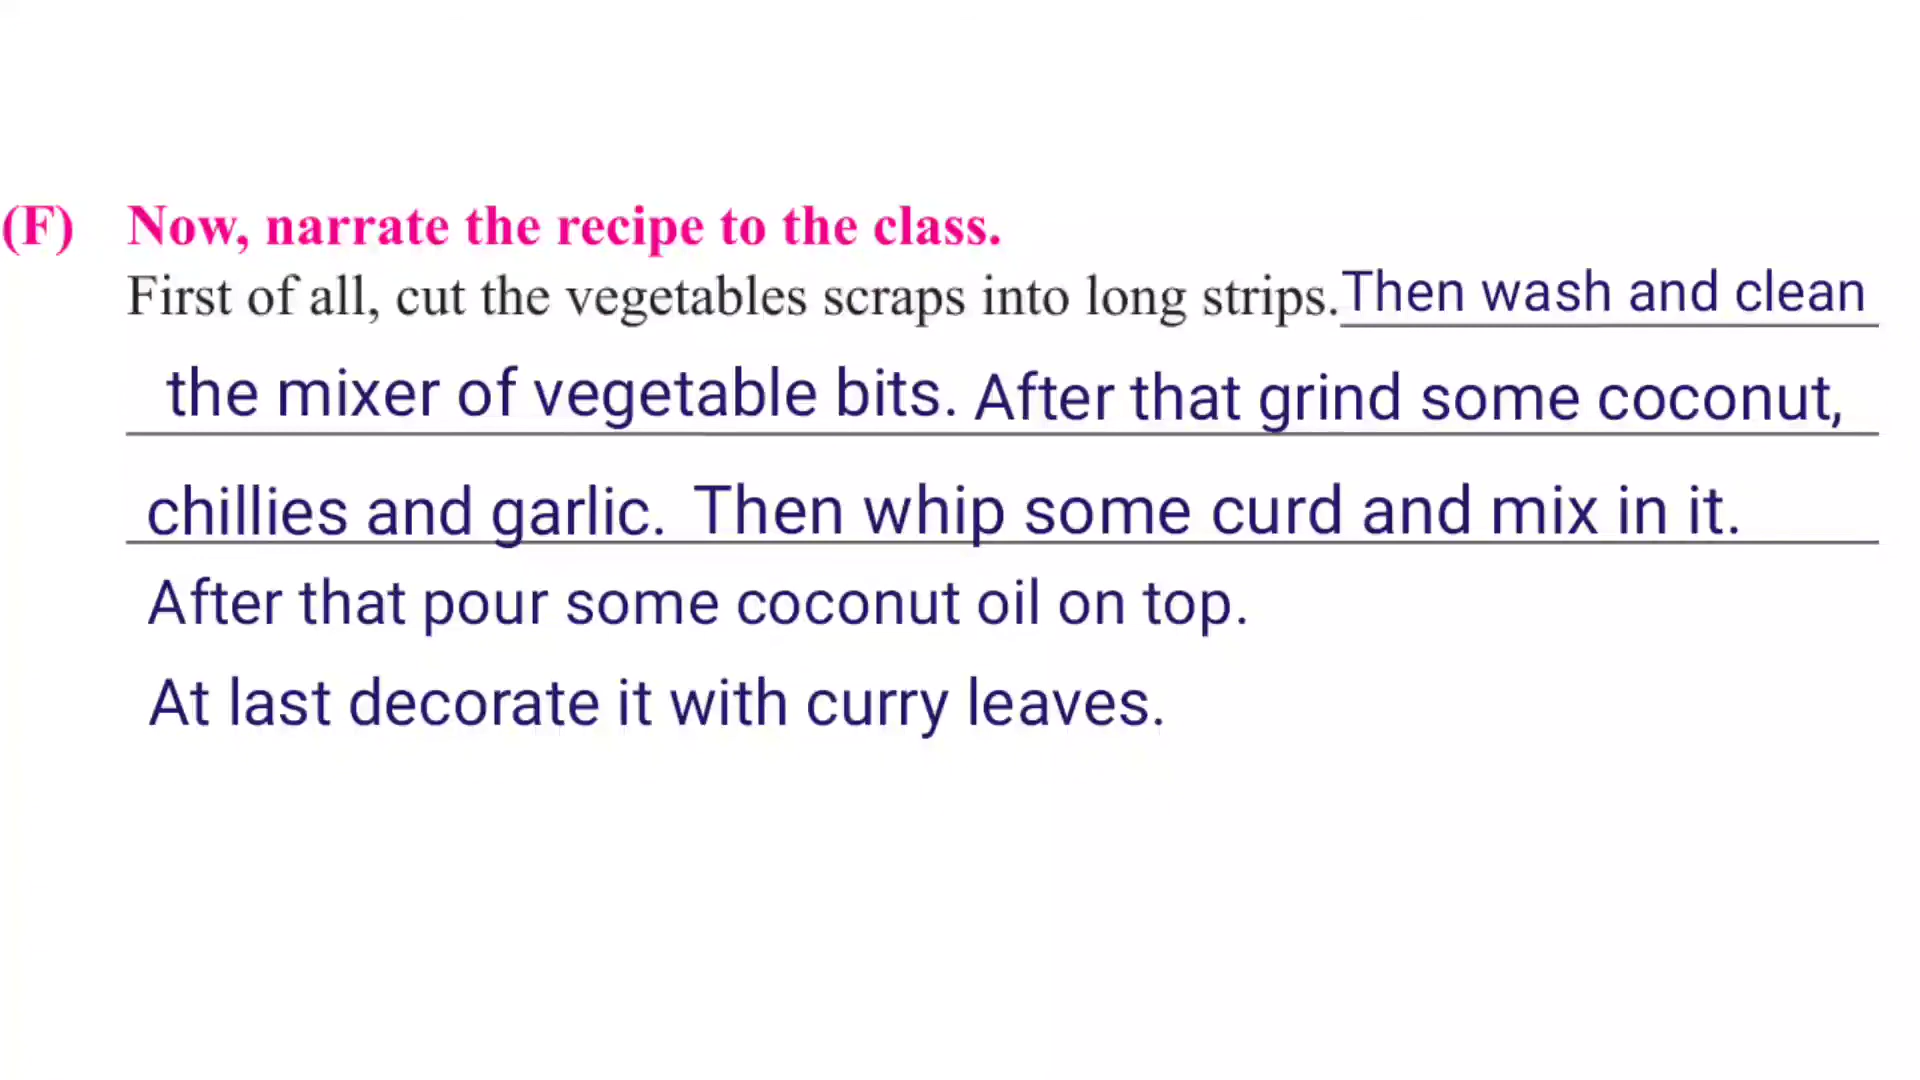 (F) Now, narrate the recipe to the class.
First of all, cut the vegetables scraps into long strips. Then wash and clean
the mixer of vegetable bits. After that grind some coconut,
chillies and garlic. Then whip some curd and mix in it.
After that pour some coconut oil on top.
At last decorate it with curry leaves.